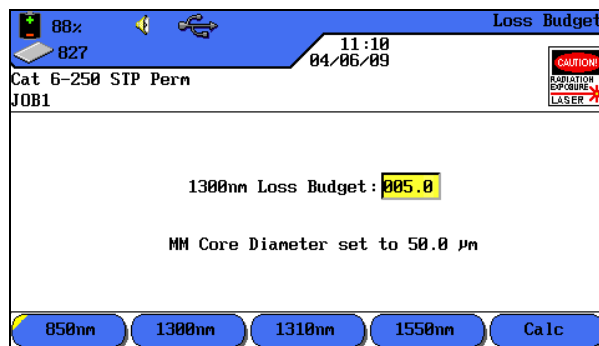 88%
Loss Budget
827
11:10
04/06/09
Cat 6-250 STP Perm
JOB1
CAUTION!
RADIATION
EXPOSURE
LASER
1300nm Loss Budget:005.0
MM Core Diameter set to 50.0 µm
850nm
1300nm
1310nm
1550nm
Calc